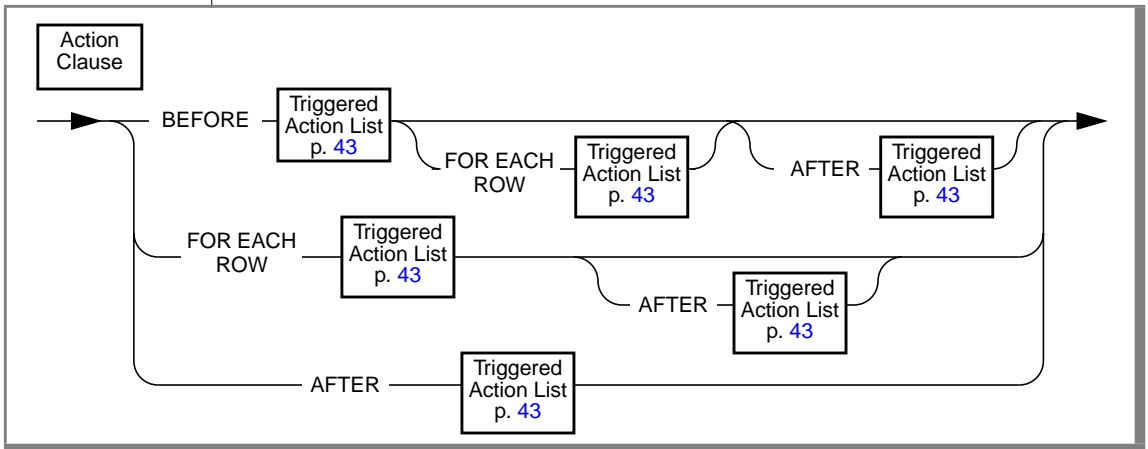 Action
Clause
BEFORE
Triggered
Action List
p. 43
FOR EACH
ROW
Triggered
Action List
p. 43
AFTER
Triggered
Action List
p. 43
FOR EACH
ROW
Triggered
Action List
p. 43
AFTER
Triggered
Action List
p. 43
AFTER
Triggered
Action List
p. 43